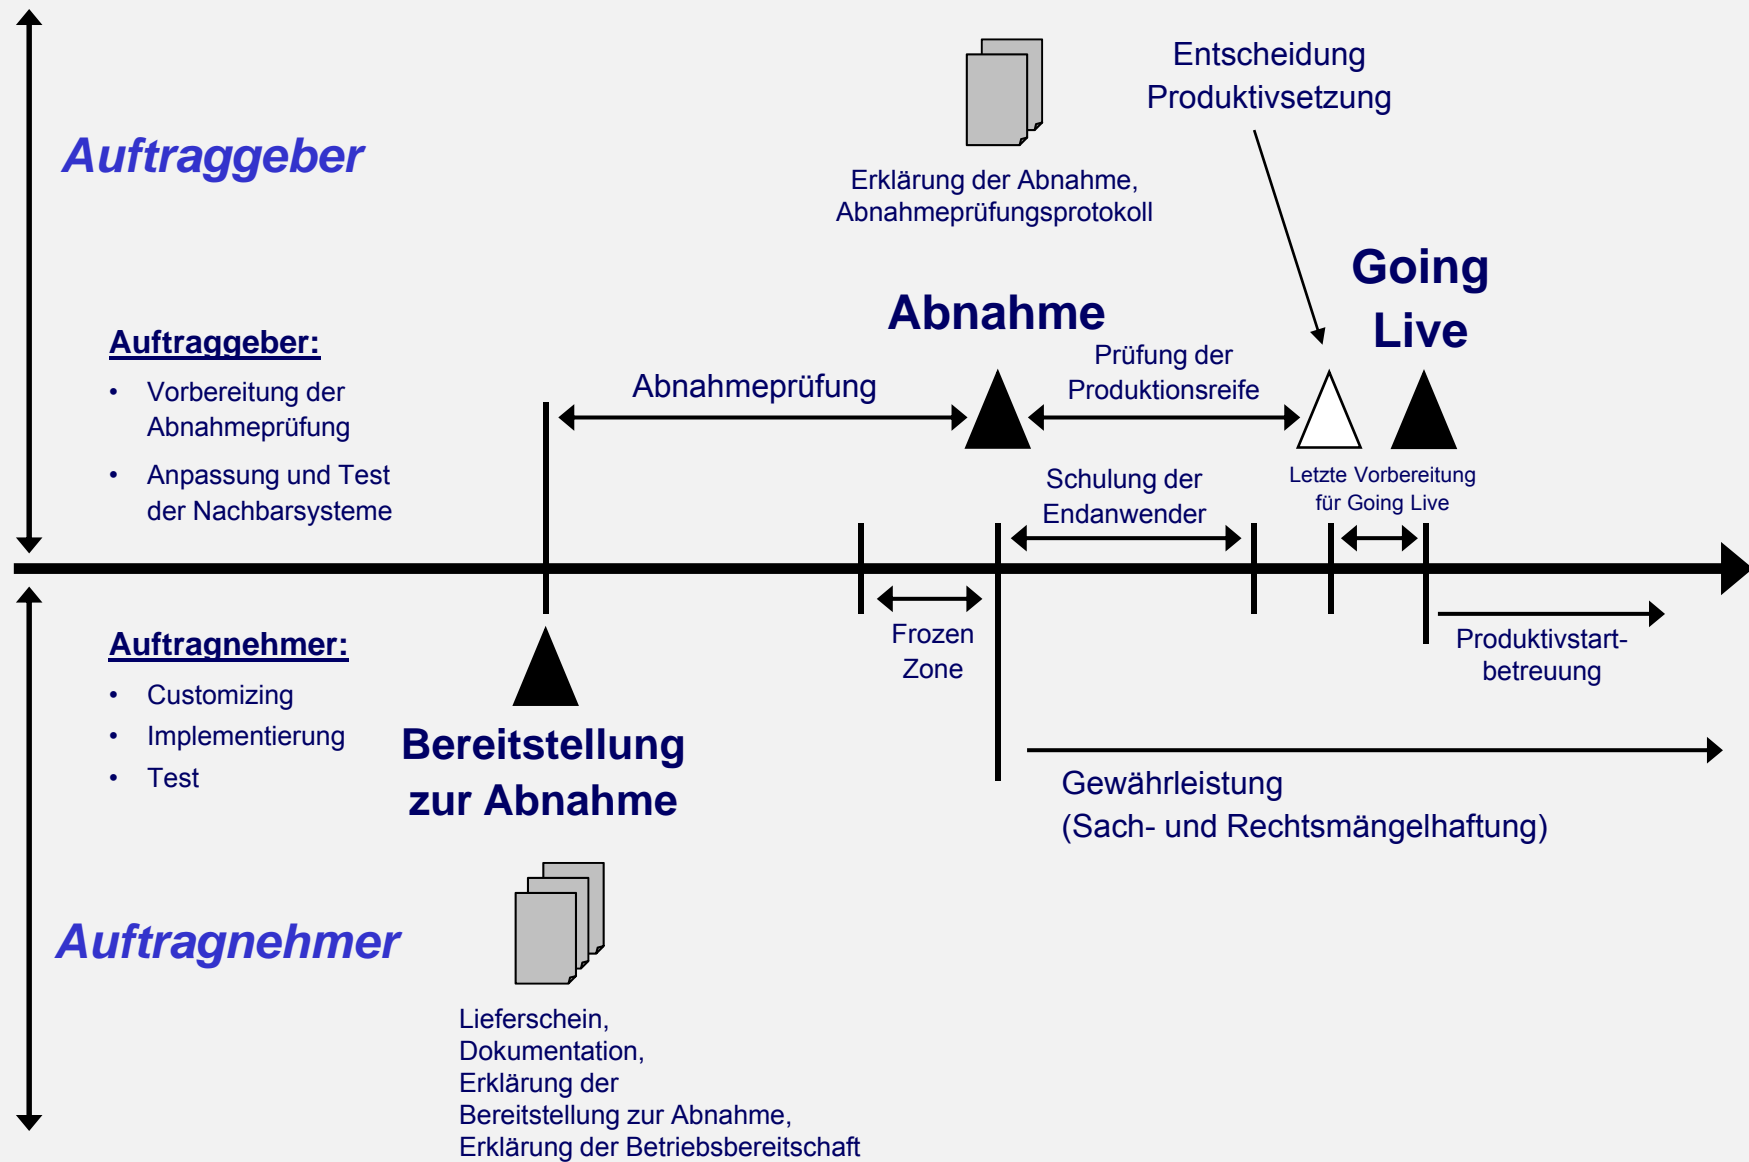 Entscheidung
Produktivsetzung
Auftraggeber
Erklärung der Abnahme,
Abnahmeprüfungsprotokoll
Going
Live
Abnahme
Auftraggeber:
• Vorbereitung der
Abnahmeprüfung
• Anpassung und Test
der Nachbarsysteme
Abnahmeprüfung
Prüfung der
Produktionsreife
Schulung der
Endanwender
Letzte Vorbereitung
für Going Live
Auftragnehmer:
• Customizing
• Implementierung
• Test
Frozen
Zone
Produktivstart-
betreuung
Bereitstellung
zur Abnahme
Gewährleistung
(Sach- und Rechtsmängelhaftung)
Auftragnehmer
Lieferschein,
Dokumentation,
Erklärung der
Bereitstellung zur Abnahme,
Erklärung der Betriebsbereitschaft